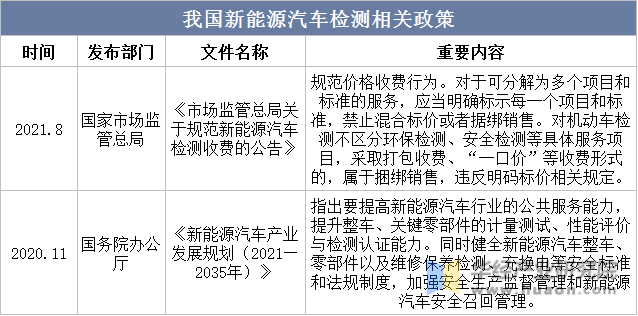 我国新能源汽车检测相关政策
时间
发布部门
文件名称
重要内容
2021.8
国家市场监
管总局
《市场监管总局关
于规范新能源汽车
检测收费的公告》
规范价格收费行为。对于可分解为多个项目和
标准的服务，应当明确标示每一个项目和标
准，禁止混合标价或者捆绑销售。对机动车检
测不区分环保检测、安全检测等具体服务项
目，采取打包收费、“一口价”等收费形式
的，属于捆绑销售，违反明码标价相关规定。
2020.11
国务院办公
厅
《新能源汽车产业
发展规划（2021—
2035年）》
指出要提高新能源汽车行业的公共服务能力，
提升整车、关键零部件的计量测试、性能评价
与检测认证能力。同时健全新能源汽车整车、
零部件以及维修保养检测、充换电等安全标准
和法规制度，加强安全生产监督管理和新能源
汽车安全召回管理。
华经产业研究院
www.huaon.com